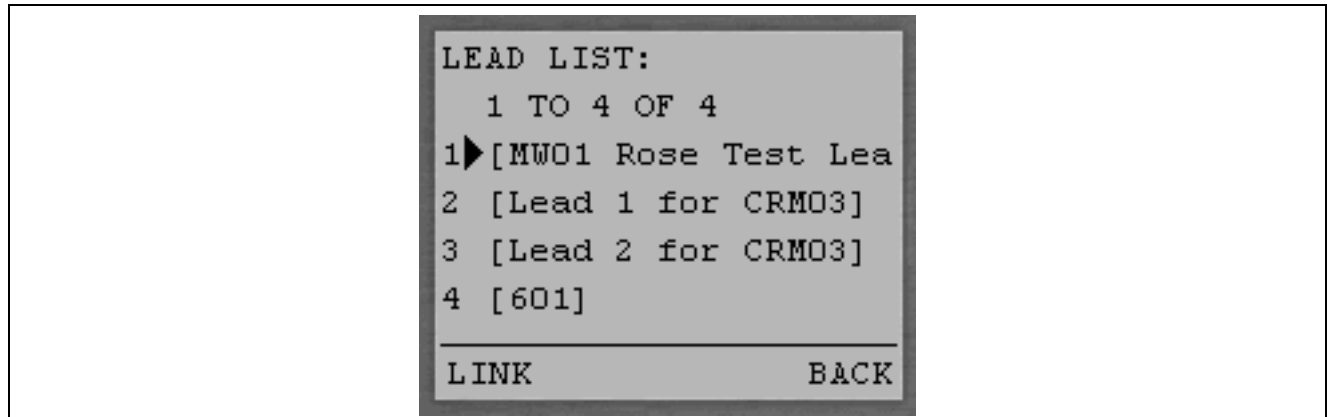 LEAD LIST:
1 TO 4 OF 4
1▶[MW01 Rose Test Lea
2 [Lead 1 for CRM03]
3 [Lead 2 for CRM03]
4 [601]
LINK BACK